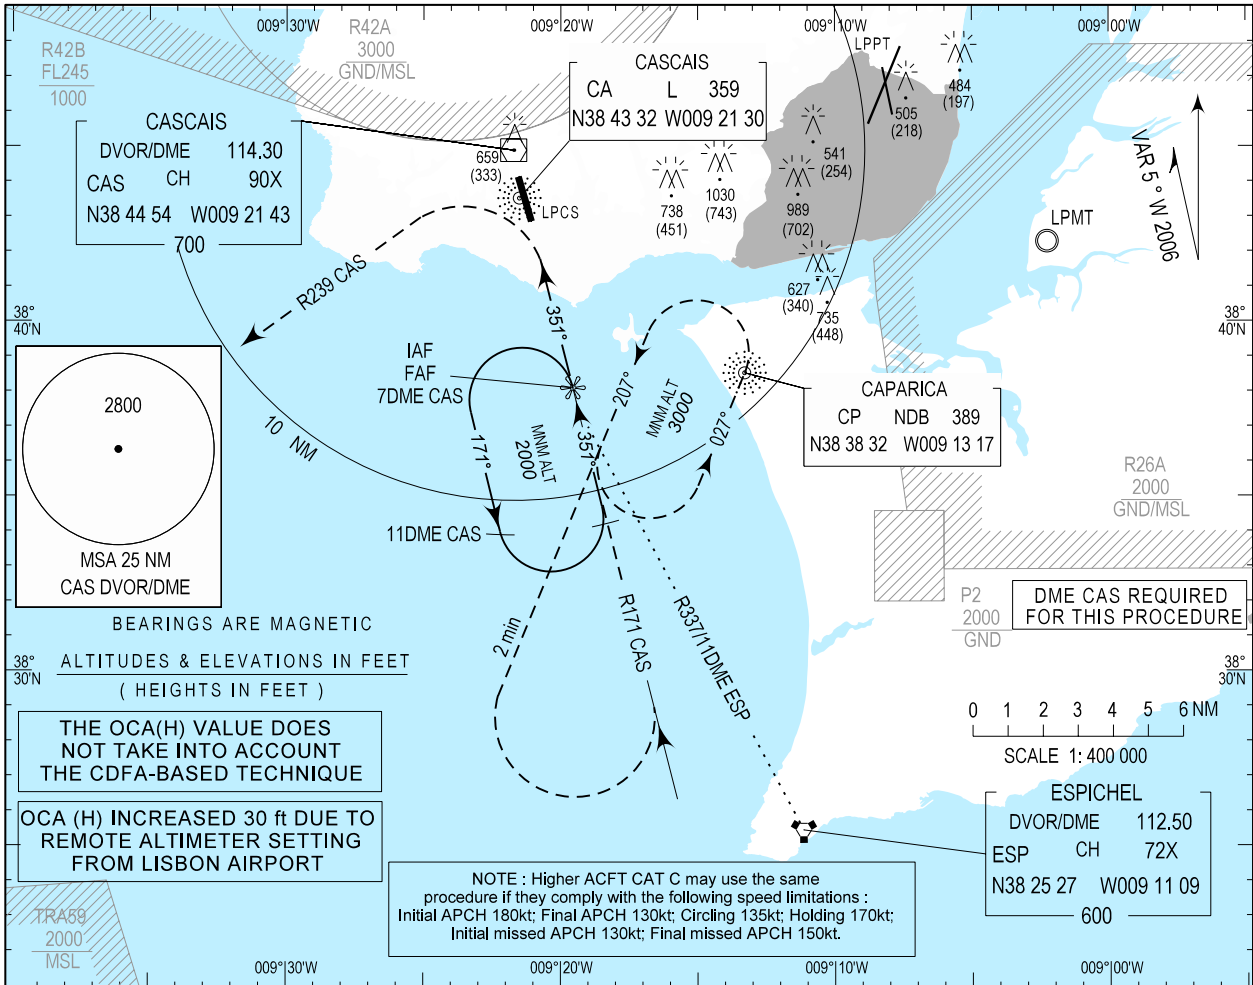 009°30'W
009°20'W
009°10'W
009°00'W
R42B
FL245
1000
R42A
3000
GND/MSL
CASCAIS
CA L 359
N38 43 32 W009 21 30
LPPT
484
(197)
505
(218)
CASCAIS
DVOR/DME 114.30
CAS CH 90X
N38 44 54 W009 21 43
700
659
(333)
LPCS
738
(451)
1030
(743)
541
(254)
989
(702)
627
(340)
735
(448)
LPMT
VAR 5° W 2006
R239 CAS
38°
40'N
38°
40'N
351°
IAF
FAF
7DME CAS
2800
MSA 25 NM
CAS DVOR/DME
10 NM
171°
MNM ALT
2000
351°
207°
MNM ALT
3000
027°
CAPARICA
CP NDB 389
N38 38 32 W009 13 17
R26A
2000
GND/MSL
11DME CAS
2 min
R171 CAS
R337/11DME ESP
P2
2000
GND
DME CAS REQUIRED
FOR THIS PROCEDURE
BEARINGS ARE MAGNETIC
ALTITUDES & ELEVATIONS IN FEET
( HEIGHTS IN FEET )
38°
30'N
38°
30'N
0 1 2 3 4 5 6 NM
SCALE 1: 400 000
THE OCA(H) VALUE DOES
NOT TAKE INTO ACCOUNT
THE CDFA-BASED TECHNIQUE
OCA (H) INCREASED 30 ft DUE TO
REMOTE ALTIMETER SETTING
FROM LISBON AIRPORT
ESPICHEL
DVOR/DME 112.50
ESP CH 72X
N38 25 27 W009 11 09
600
NOTE : Higher ACFT CAT C may use the same
procedure if they comply with the following speed limitations :
Initial APCH 180kt; Final APCH 130kt; Circling 135kt; Holding 170kt;
Initial missed APCH 130kt; Final missed APCH 150kt.
TRA59
2000
MSL
009°30'W
009°20'W
009°10'W
009°00'W